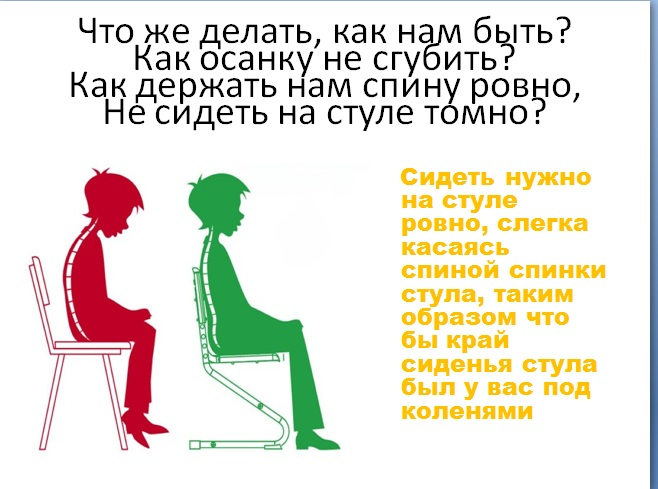 Что же делать, как нам быть?
Как осанку не сгубить?
Как держать нам спину ровно,
Не сидеть на стуле томно?
Сидеть нужно
на стуле
ровно, слегка
касаясь
спиной спинки
стула, таким
образом что
бы край
сиденья стула
был у вас под
коленями